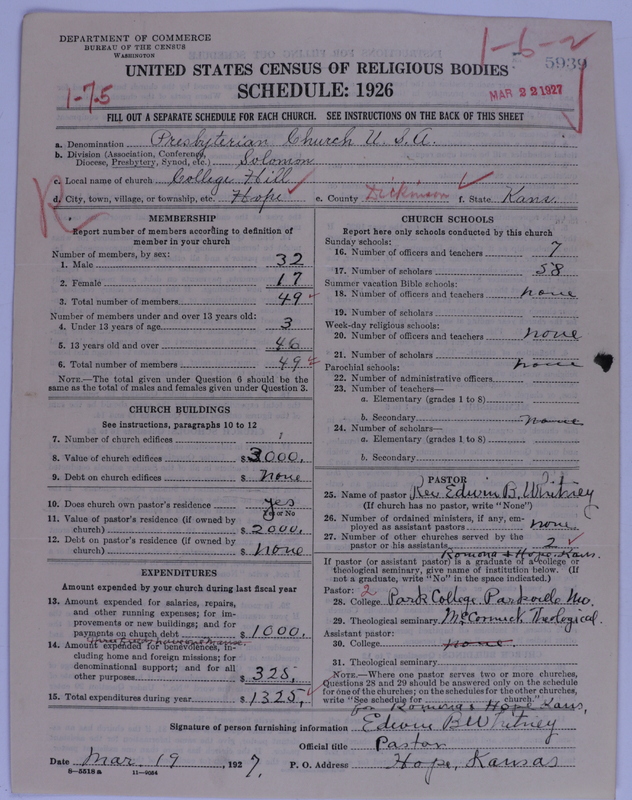 DEPARTMENT OF COMMERCE
BUREAU OF THE CENSUS
WASHINGTON
1-6-2
5939
UNITED STATES CENSUS OF RELIGIOUS BODIES
MAR 22 1927
1-75
SCHEDULE: 1926
FILL OUT A SEPARATE SCHEDULE FOR EACH CHURCH. SEE INSTRUCTIONS ON THE BACK OF THIS SHEET
a. Denomination Presbyterian Church U.S.A.
b. Division (Association, Conference, Diocese, Presbytery, Synod, etc.) Solomon
c. Local name of church College Hill
d. City, town, village, or township, etc. Hope e. County Dickinson f. State Kans.
MEMBERSHIP
Report number of members according to definition of
member in your church
Number of members, by sex:
1. Male 32
2. Female 17
3. Total number of members 49
Number of members under and over 13 years old:
4. Under 13 years of age 3
5. 13 years old and over 46
6. Total number of members 49
NOTE.—The total given under Question 6 should be the
same as the total of males and females given under Question 3.
CHURCH BUILDINGS
See instructions, paragraphs 10 to 12
7. Number of church edifices 1
8. Value of church edifices $ 3000.
9. Debt on church edifices $ none
10. Does church own pastor's residence? yes
Yes or No
11. Value of pastor's residence (if owned by
church) $ 2000.
12. Debt on pastor's residence (if owned by
church) $ none
EXPENDITURES
Amount expended by your church during last fiscal year
13. Amount expended for salaries, repairs,
and other running expenses; for im-
provements or new buildings; and for
payments on church debt $ 1000.
14. Amount expended for benevolences, in-
cluding home and foreign missions; for
denominational support; and for all
other purposes $ 325.
15. Total expenditures during year $ 1325.
CHURCH SCHOOLS
Report here only schools conducted by this church
Sunday schools:
16. Number of officers and teachers 7
17. Number of scholars 58
Summer vacation Bible schools:
18. Number of officers and teachers none
19. Number of scholars
Week-day religious schools:
20. Number of officers and teachers none
21. Number of scholars
Parochial schools: none
22. Number of administrative officers
23. Number of teachers—
a. Elementary (grades 1 to 8)
b. Secondary none
24. Number of scholars—
a. Elementary (grades 1 to 8)
b. Secondary
PASTOR
25. Name of pastor Rev Edwin B. Whitney
(If church has no pastor, write "None")
26. Number of ordained ministers, if any, em-
ployed as assistant pastors none
27. Number of other churches served by the
pastor or his assistants 2
Romona & Hope. Kans.
If pastor (or assistant pastor) is a graduate of a college or
theological seminary, give name of institution below. (If
not a graduate, write "No" in the space indicated.)
Pastor: 2
28. College Park College Parkville Mo.
29. Theological seminary McCormick Theological.
Assistant pastor:
30. College none.
31. Theological seminary
NOTE.—Where one pastor serves two or more churches,
Questions 28 and 29 should be answered only on the schedule
for one of the churches; on the schedules for the other churches,
write "See schedule for church."
for Romona & Hope Kans,
Signature of person furnishing information Edwin B Whitney
Official title Pastor
Date Mar. 19, 1927. P. O. Address Hope, Kansas
8—5518 a 11—9084